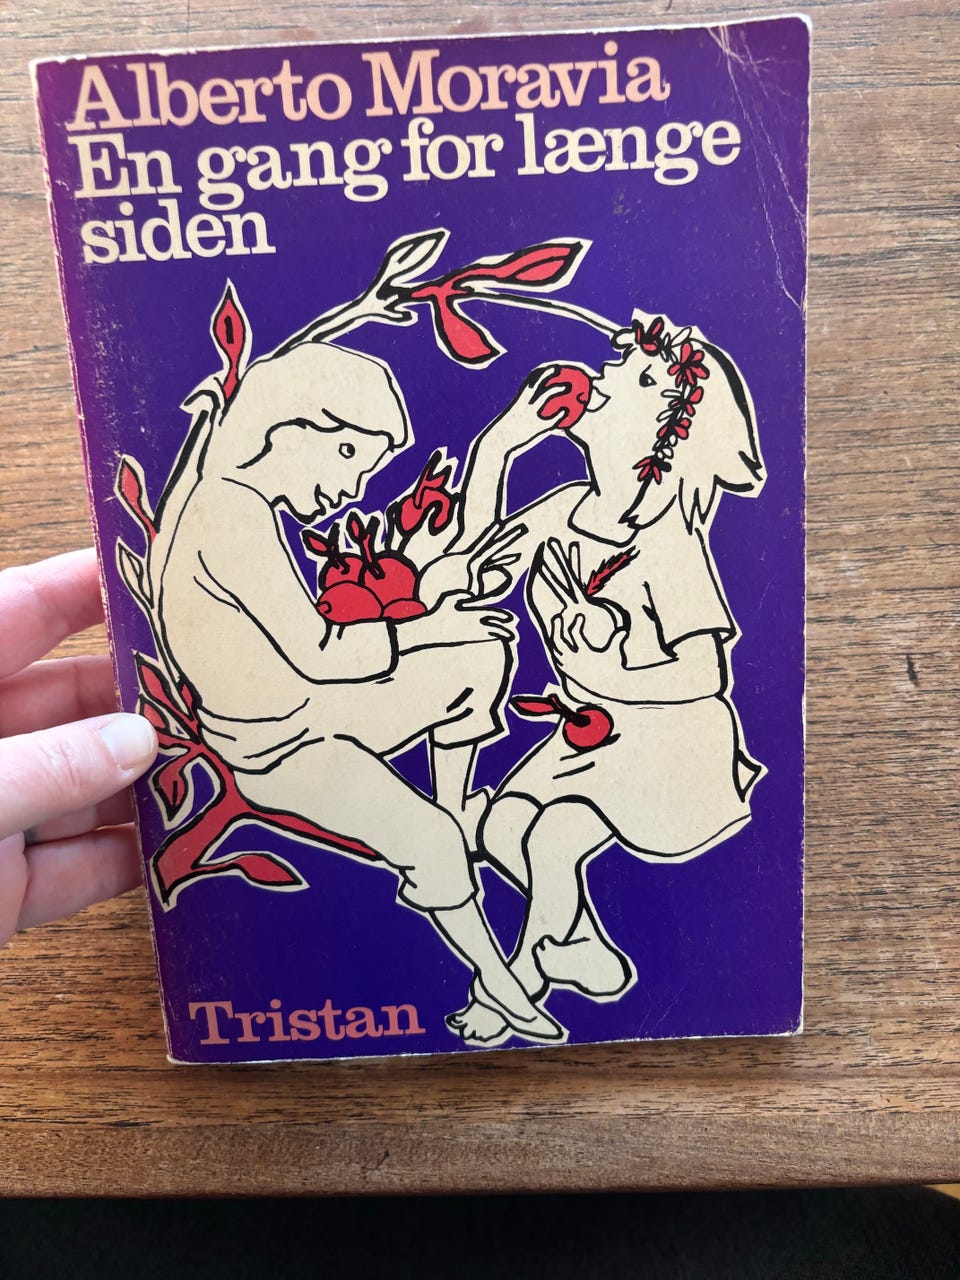 Alberto Moravia
En gang for længe
siden
Tristan